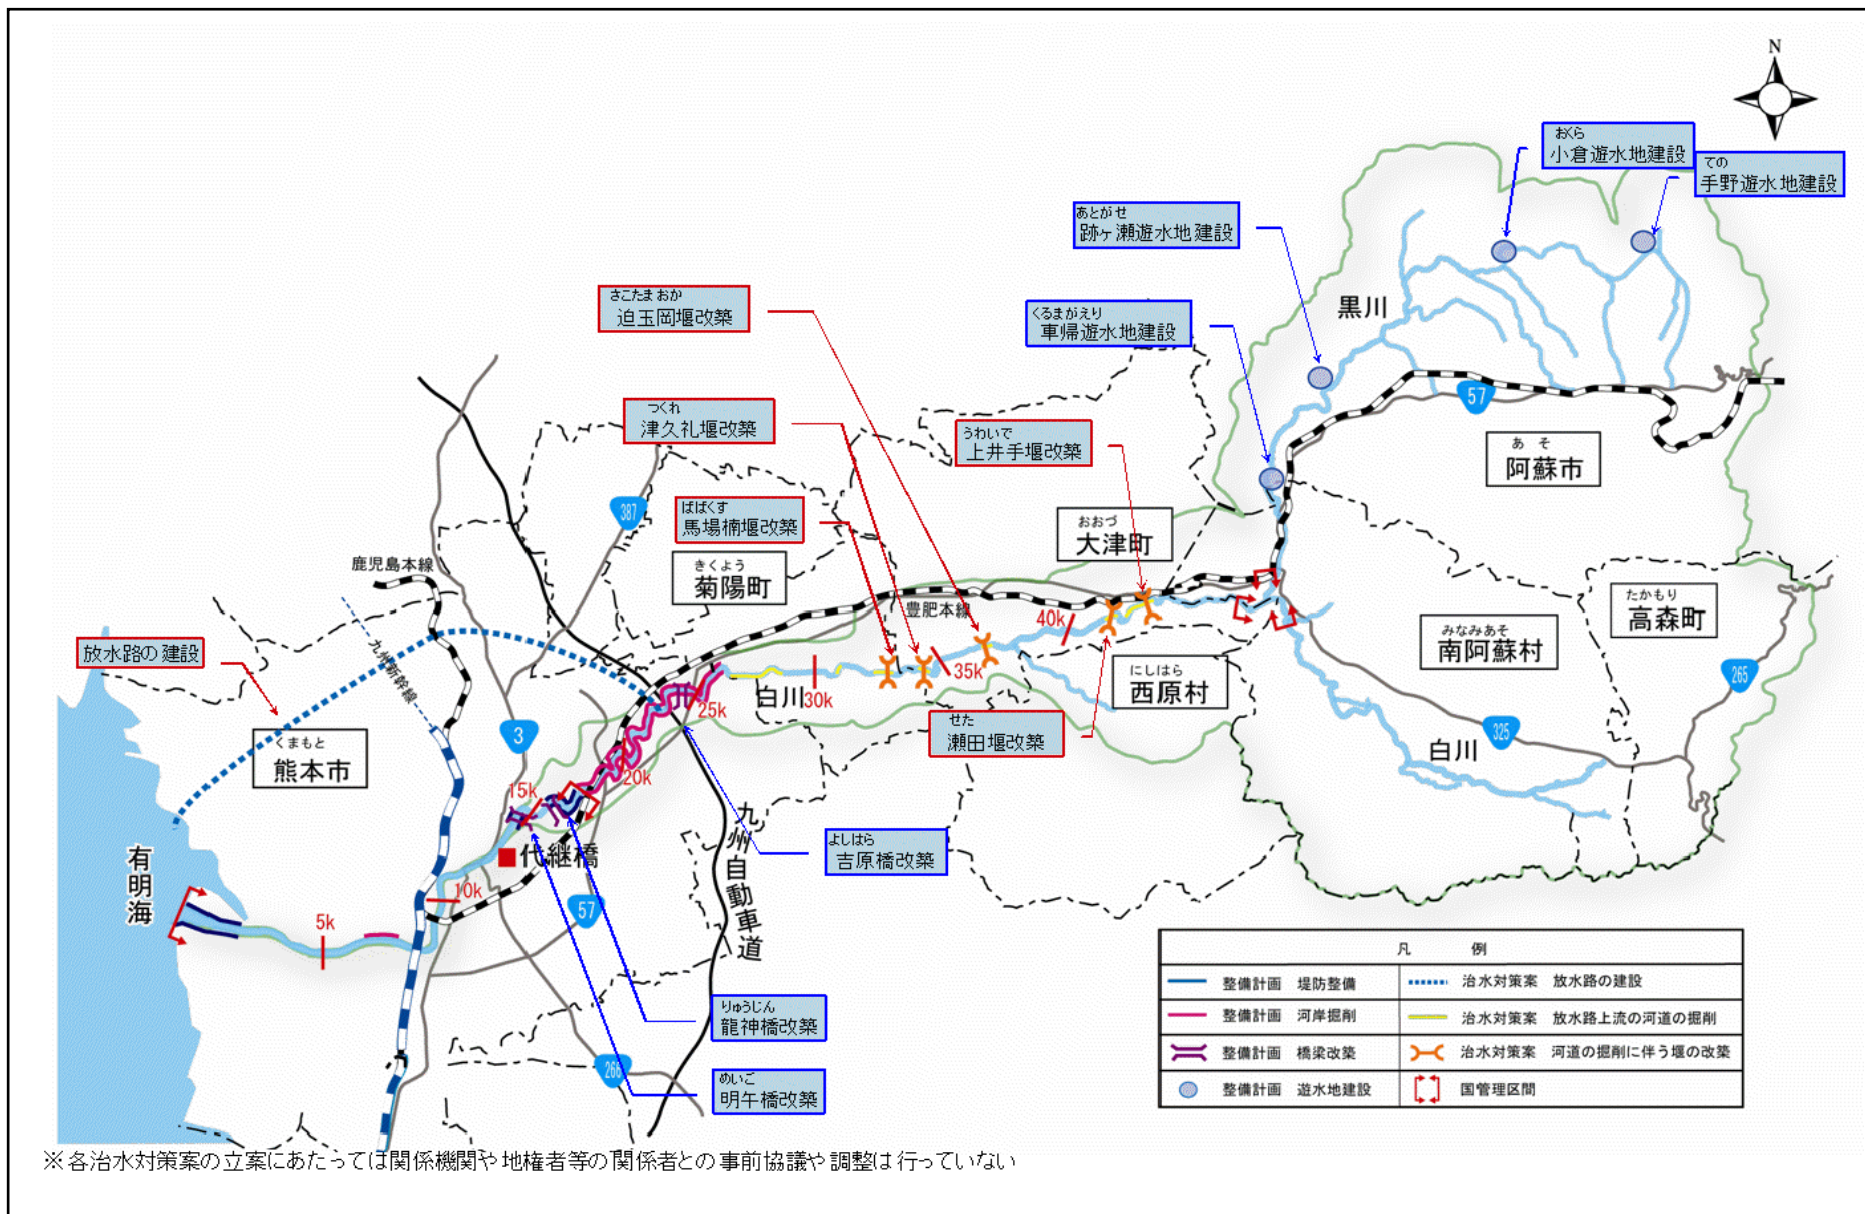 N
おぐら
小倉遊水地建設
ての
手野遊水地建設
あとがせ
跡ヶ瀬遊水地建設
くるまがえり
車帰遊水地建設
さこたまおか
迫玉岡堰改築
つくれ
津久礼堰改築
うわいで
上井手堰改築
ばばくす
馬場楠堰改築
黒川
57
あそ
阿蘇市
387
おおづ
大津町
きくよう
菊陽町
鹿児島本線
豊肥本線
たかもり
高森町
みなみあそ
南阿蘇村
にしはら
西原村
放水路の建設
九州新幹線
40k
35k
30k
25k
20k
15k
10k
5k
白川
265
325
白川
せた
瀬田堰改築
3
くまもと
熊本市
代継橋
九州自動車道
よしはら
吉原橋改築
有明海
57
りゅうじん
龍神橋改築
266
めいご
明午橋改築
凡 例
整備計画 堤防整備
治水対策案 放水路の建設
整備計画 河岸掘削
治水対策案 放水路上流の河道の掘削
整備計画 橋梁改築
治水対策案 河道の掘削に伴う堰の改築
整備計画 遊水地建設
国管理区間
※各治水対策案の立案にあたっては関係機関や地権者等の関係者との事前協議や調整は行っていない